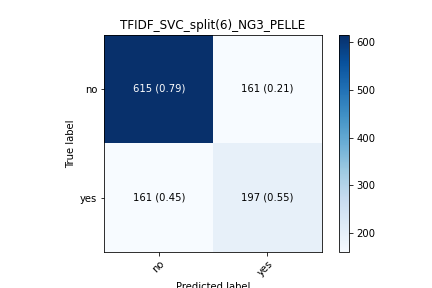 TFIDF_SVC_split(6)_NG3_PELLE
no 615 (0.79) 161 (0.21)
yes 161 (0.45) 197 (0.55)
True label
no yes
Predicted label
600
500
400
300
200